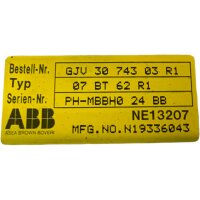 Bestell-Nr. GJV 30 743 03 R1
Typ 07 BT 62 R1
Serien-Nr. PH-MBBH0 24 BB
ABB NE13207
ASEA BROWN BOVERI
MFG.NO.N19336043